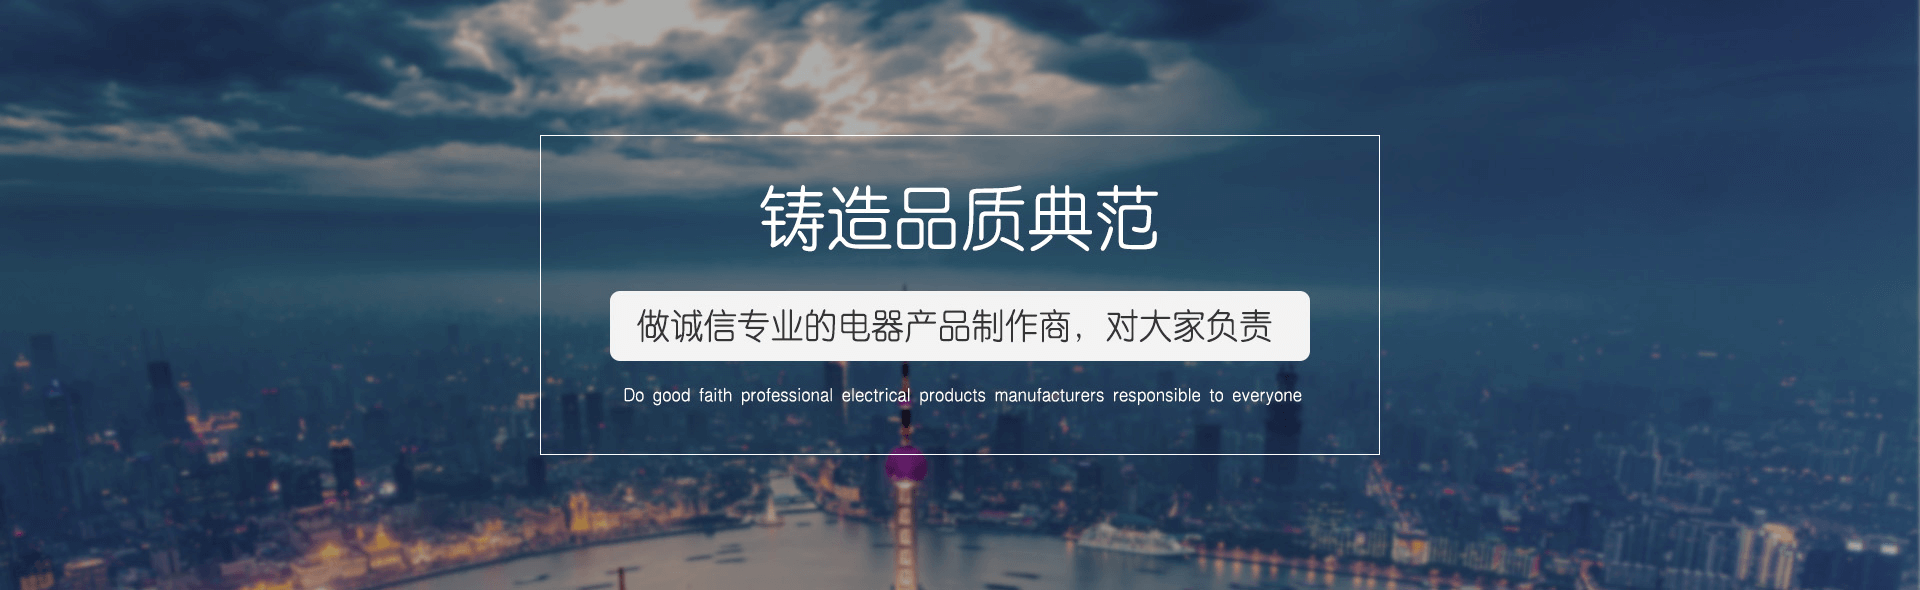 铸造品质典范
做诚信专业的电器产品制作商，对大家负责
Do good faith professional electrical products manufacturers responsible to everyone